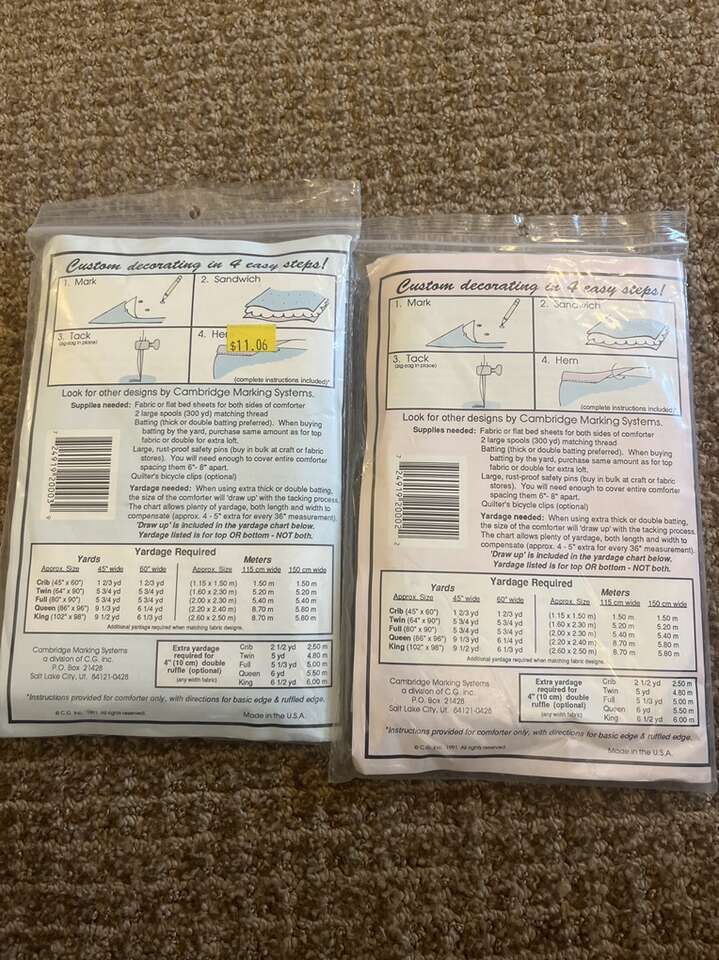 Custom decorating in 4 easy steps!
1. Mark
2. Sandwich
3. Tack
(zig-zag in place)
4. He
$11.06
(complete instructions included)*
Look for other designs by Cambridge Marking Systems.
Supplies needed: Fabric or flat bed sheets for both sides of comforter
2 large spools (300 yd) matching thread
Batting (thick or double batting preferred). When buying
batting by the yard, purchase same amount as for top
fabric or double for extra loft.
Large, rust-proof safety pins (buy in bulk at craft or fabric
stores). You will need enough to cover entire comforter
spacing them 6"- 8" apart.
Quilter's bicycle clips (optional)
7 24919 20003 9
Yardage needed: When using extra thick or double batting,
the size of the comforter will 'draw up' with the tacking process.
The chart allows plenty of yardage, both length and width to
compensate (approx. 4 - 5" extra for every 36" measurement).
'Draw up' is included in the yardage chart below.
Yardage listed is for top OR bottom - NOT both.
Yardage Required
Yards Meters
Approx. Size 45" wide 60" wide Approx. Size 115 cm wide 150 cm wide
Crib (45" x 60") 1 2/3 yd 1 2/3 yd (1.15 x 1.50 m) 1.50 m 1.50 m
Twin (64" x 90") 5 3/4 yd 5 3/4 yd (1.60 x 2.30 m) 5.20 m 5.20 m
Full (80" x 90") 5 3/4 yd 5 3/4 yd (2.00 x 2.30 m) 5.40 m 5.40 m
Queen (86" x 96") 9 1/3 yd 6 1/4 yd (2.20 x 2.40 m) 8.70 m 5.80 m
King (102" x 98") 9 1/2 yd 6 1/3 yd (2.60 x 2.50 m) 8.70 m 5.80 m
Additional yardage required when matching fabric designs.
Cambridge Marking Systems
a division of C.G. Inc.
P.O. Box 21428
Salt Lake City, Ut. 84121-0428
Extra yardage
required for
4" (10 cm) double
ruffle (optional)
(any width fabric)
Crib 2 1/2 yd 2.50 m
Twin 5 yd 4.80 m
Full 5 1/3 yd 5.00 m
Queen 6 yd 5.50 m
King 6 1/2 yd 6.00 m
*Instructions provided for comforter only, with directions for basic edge & ruffled edge.
© C.G. Inc. 1991 All rights reserved
Made in the U.S.A.
Custom decorating in 4 easy steps!
1. Mark
2. Sandwich
3. Tack
(zig-zag in place)
4. Hem
(complete instructions included)*
Look for other designs by Cambridge Marking Systems.
Supplies needed: Fabric or flat bed sheets for both sides of comforter
2 large spools (300 yd) matching thread
Batting (thick or double batting preferred). When buying
batting by the yard, purchase same amount as for top
fabric or double for extra loft.
Large, rust-proof safety pins (buy in bulk at craft or fabric
stores). You will need enough to cover entire comforter
spacing them 6"- 8" apart.
Quilter's bicycle clips (optional)
7 24919 20002 2
Yardage needed: When using extra thick or double batting,
the size of the comforter will 'draw up' with the tacking process.
The chart allows plenty of yardage, both length and width to
compensate (approx. 4 - 5" extra for every 36" measurement).
'Draw up' is included in the yardage chart below.
Yardage listed is for top OR bottom - NOT both.
Yardage Required
Yards Meters
Approx. Size 45" wide 60" wide Approx. Size 115 cm wide 150 cm wide
Crib (45" x 60") 1 2/3 yd 1 2/3 yd (1.15 x 1.50 m) 1.50 m 1.50 m
Twin (64" x 90") 5 3/4 yd 5 3/4 yd (1.60 x 2.30 m) 5.20 m 5.20 m
Full (80" x 90") 5 3/4 yd 5 3/4 yd (2.00 x 2.30 m) 5.40 m 5.40 m
Queen (86" x 96") 9 1/3 yd 6 1/4 yd (2.20 x 2.40 m) 8.70 m 5.80 m
King (102" x 98") 9 1/2 yd 6 1/3 yd (2.60 x 2.50 m) 8.70 m 5.80 m
Additional yardage required when matching fabric designs.
Cambridge Marking Systems
a division of C.G. Inc.
P.O. Box 21428
Salt Lake City, Ut. 84121-0428
Extra yardage
required for
4" (10 cm) double
ruffle (optional)
(any width fabric)
Crib 2 1/2 yd 2.50 m
Twin 5 yd 4.80 m
Full 5 1/3 yd 5.00 m
Queen 6 yd 5.50 m
King 6 1/2 yd 6.00 m
*Instructions provided for comforter only, with directions for basic edge & ruffled edge.
© C.G. Inc. 1991 All rights reserved
Made in the U.S.A.